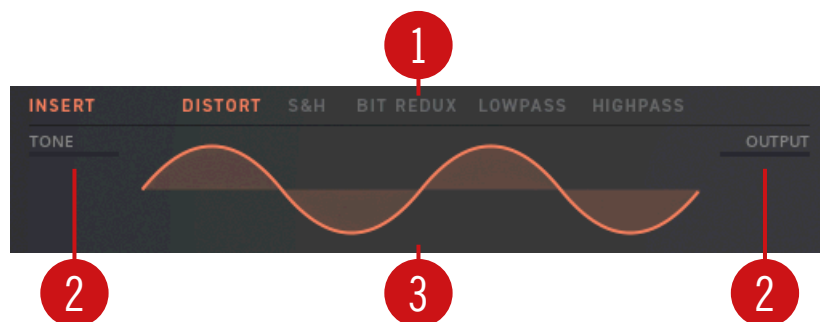 1
INSERT DISTORT S&H BIT REDUX LOWPASS HIGHPASS
TONE OUTPUT
2 3 2